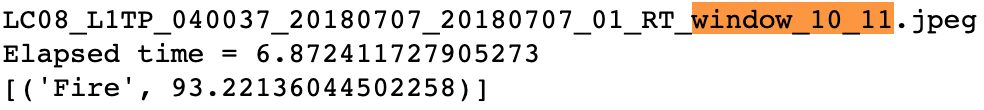 LC08_L1TP_040037_20180707_20180707_01_RT_window_10_11.jpeg
Elapsed time = 6.872411727905273
[('Fire', 93.22136044502258)]